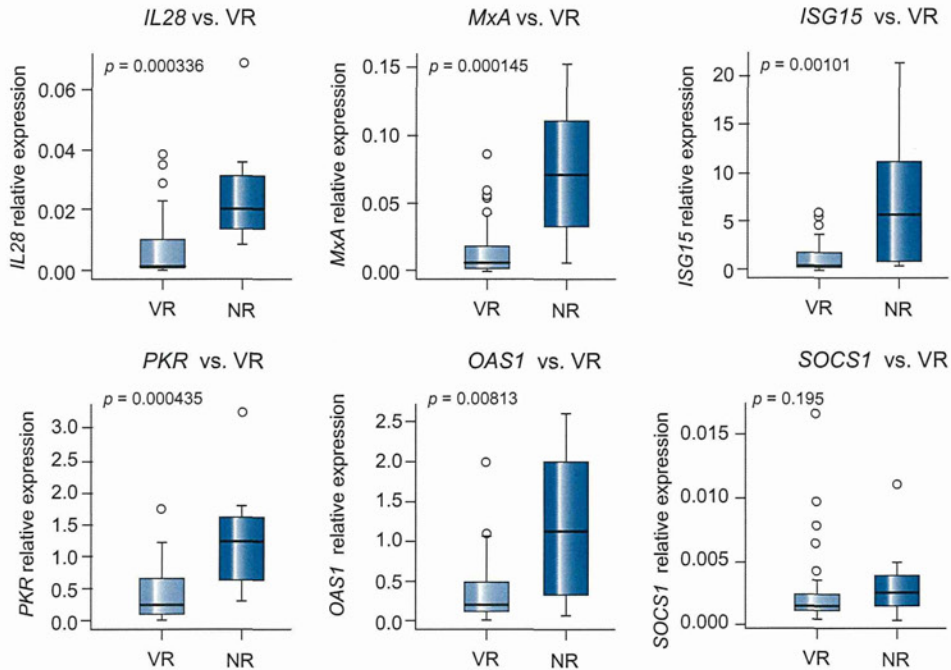 IL28 vs. VR
p = 0.000336
IL28 relative expression
0.06
0.04
0.02
0.00
VR NR
MxA vs. VR
p = 0.000145
MxA relative expression
0.15
0.10
0.05
0.00
VR NR
ISG15 vs. VR
p = 0.00101
ISG15 relative expression
20
15
10
5
0
VR NR
PKR vs. VR
p = 0.000435
PKR relative expression
3.0
2.5
2.0
1.5
1.0
0.5
0.0
VR NR
OAS1 vs. VR
p = 0.00813
OAS1 relative expression
2.5
2.0
1.5
1.0
0.5
0.0
VR NR
SOCS1 vs. VR
p = 0.195
SOCS1 relative expression
0.015
0.010
0.005
0.000
VR NR